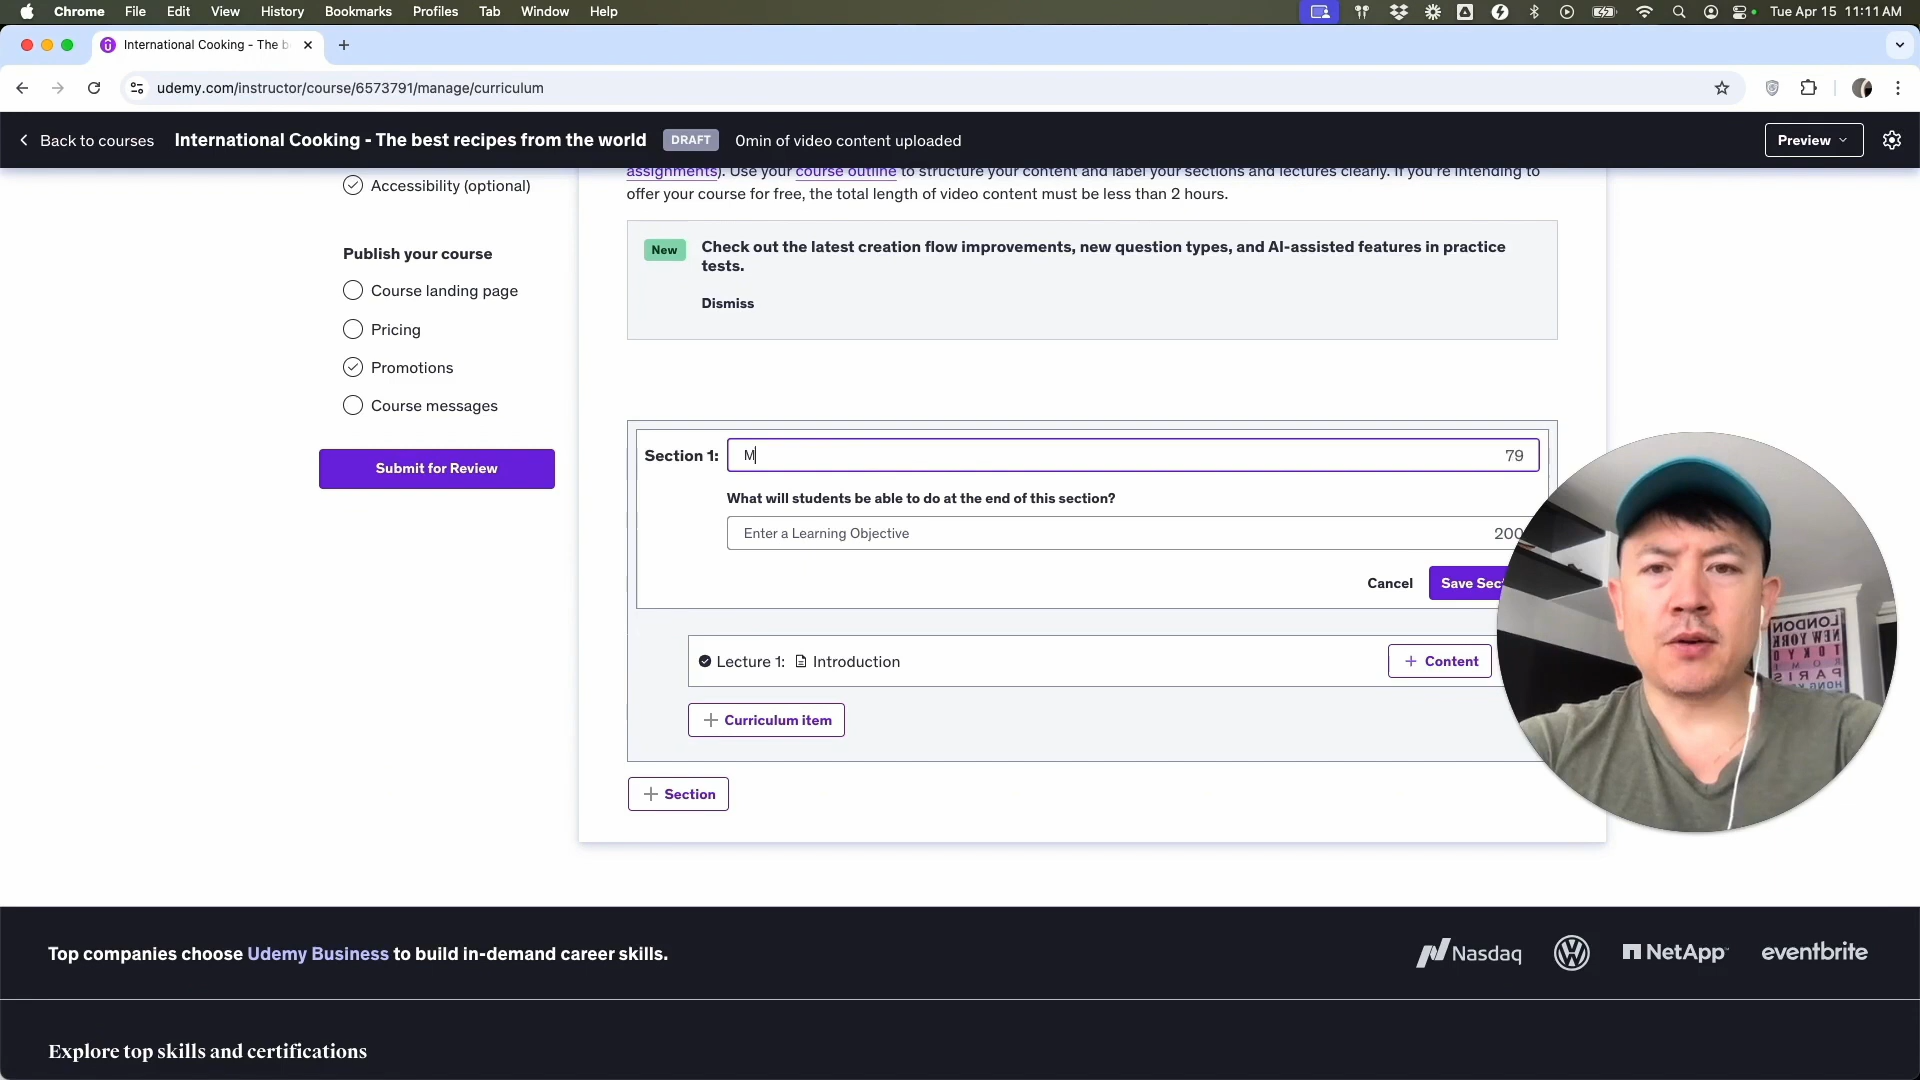 Chrome File Edit View History Bookmarks Profiles Tab Window Help Tue Apr 15 11:11 AM
International Cooking - The b
udemy.com/instructor/course/6573791/manage/curriculum
Back to courses International Cooking - The best recipes from the world DRAFT 0min of video content uploaded Preview
assignments). Use your course outline to structure your content and label your sections and lectures clearly. If you're intending to
offer your course for free, the total length of video content must be less than 2 hours.
Accessibility (optional)
Publish your course
Course landing page
Pricing
Promotions
Course messages
Submit for Review
New Check out the latest creation flow improvements, new question types, and AI-assisted features in practice
tests.
Dismiss
Section 1: M 79
What will students be able to do at the end of this section?
Enter a Learning Objective 200
Cancel Save Sec
Lecture 1: Introduction + Content
+ Curriculum item
+ Section
LONDON
NEW YORK
TOKYO
ROMA
PARIS
HONG KONG
Top companies choose Udemy Business to build in-demand career skills.
Nasdaq NetApp eventbrite
Explore top skills and certifications